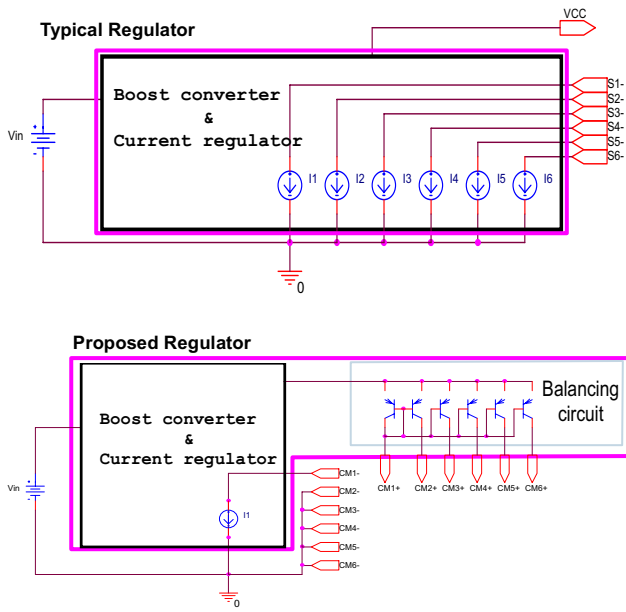 Typical Regulator
VCC
Boost converter
&
Current regulator
Vin
S1-
S2-
S3-
S4-
S5-
S6-
I1
I2
I3
I4
I5
I6
0
Proposed Regulator
Boost converter
&
Current regulator
Balancing
circuit
Vin
I1
CM1-
CM2-
CM3-
CM4-
CM5-
CM6-
CM1+
CM2+
CM3+
CM4+
CM5+
CM6+
0